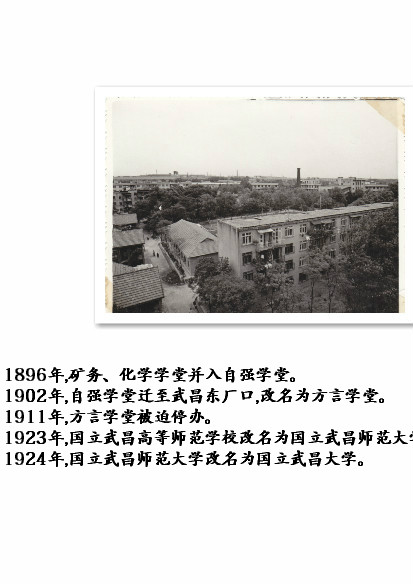 1896年,矿务、化学学堂并入自强学堂。
1902年,自强学堂迁至武昌东厂口,改名为方言学堂。
1911年,方言学堂被迫停办。
1923年,国立武昌高等师范学校改名为国立武昌师范大学
1924年,国立武昌师范大学改名为国立武昌大学。